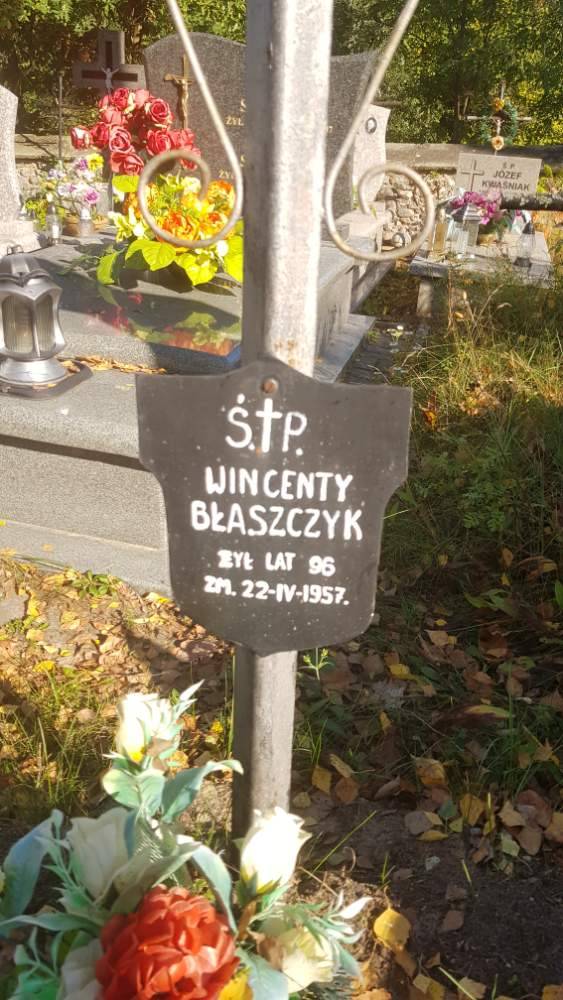 Ś.†P.
WINCENTY
BŁASZCZYK
ŻYŁ LAT 96
ZM. 22-IV-1957.
Ś. P.
JÓZEF
KWAŚNIAK